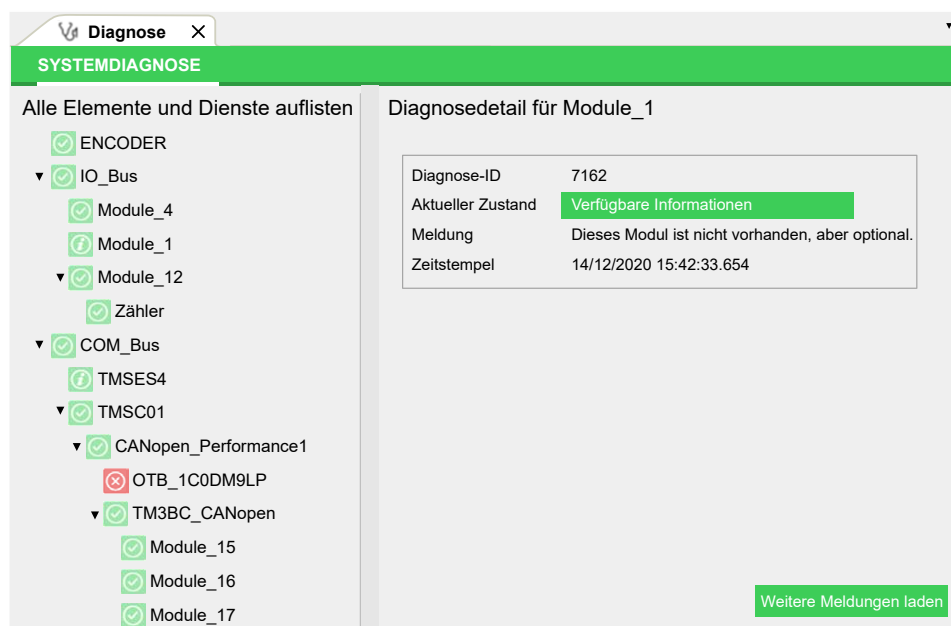 Diagnose
SYSTEMDIAGNOSE
Alle Elemente und Dienste auflisten
ENCODER
IO_Bus
Module_4
Module_1
Module_12
Zähler
COM_Bus
TMSES4
TMSC01
CANopen_Performance1
OTB_1C0DM9LP
TM3BC_CANopen
Module_15
Module_16
Module_17
Diagnosedetail für Module_1
Diagnose-ID 7162
Aktueller Zustand Verfügbare Informationen
Meldung Dieses Modul ist nicht vorhanden, aber optional.
Zeitstempel 14/12/2020 15:42:33.654
Weitere Meldungen laden